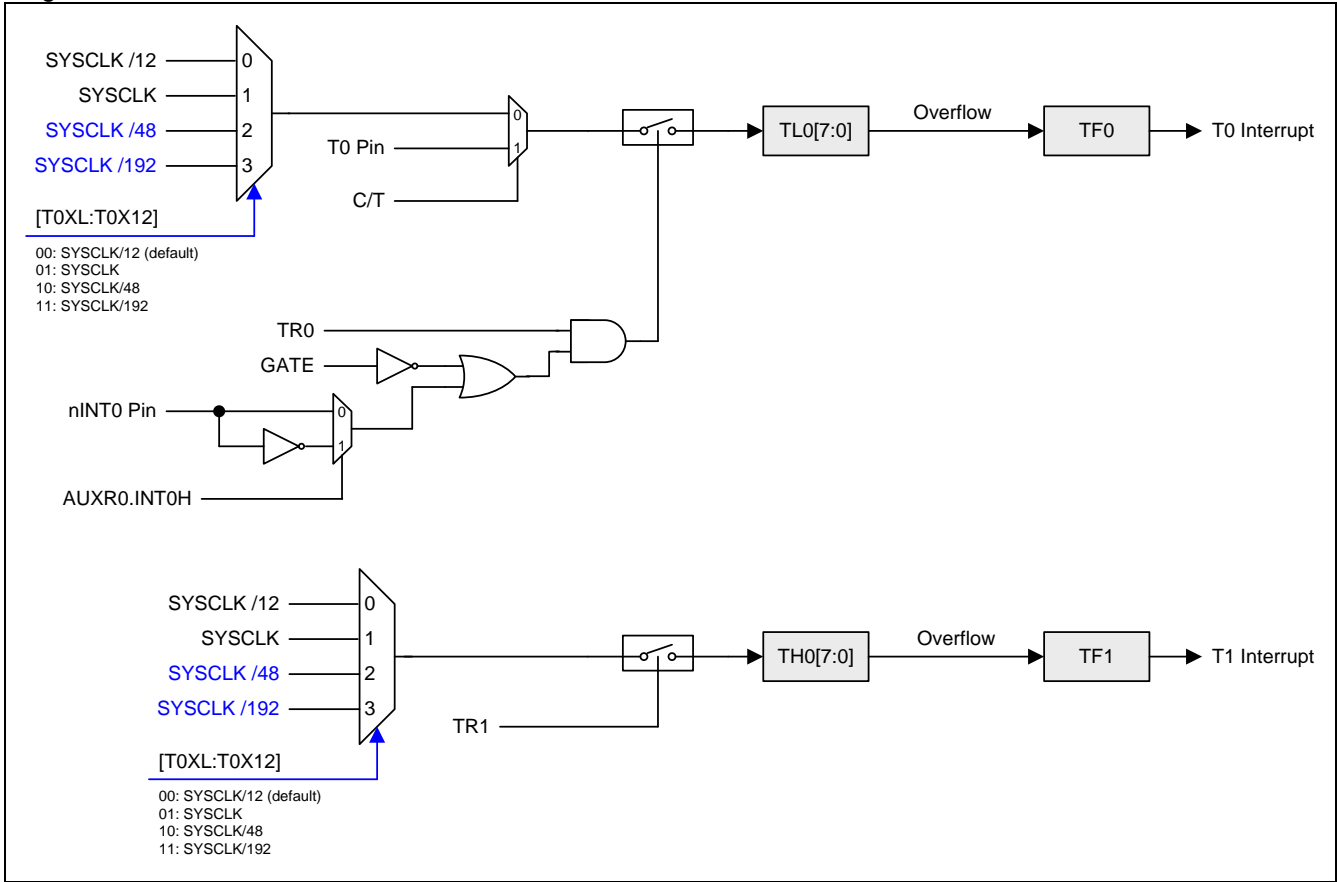 SYSCLK /12
SYSCLK
SYSCLK /48
SYSCLK /192
0
1
2
3
[T0XL:T0X12]
00: SYSCLK/12 (default)
01: SYSCLK
10: SYSCLK/48
11: SYSCLK/192
T0 Pin
C/T
0
1
TL0[7:0]
Overflow
TF0
T0 Interrupt
TR0
GATE
nINT0 Pin
0
1
AUXR0.INT0H
SYSCLK /12
SYSCLK
SYSCLK /48
SYSCLK /192
0
1
2
3
[T0XL:T0X12]
00: SYSCLK/12 (default)
01: SYSCLK
10: SYSCLK/48
11: SYSCLK/192
TR1
TH0[7:0]
Overflow
TF1
T1 Interrupt